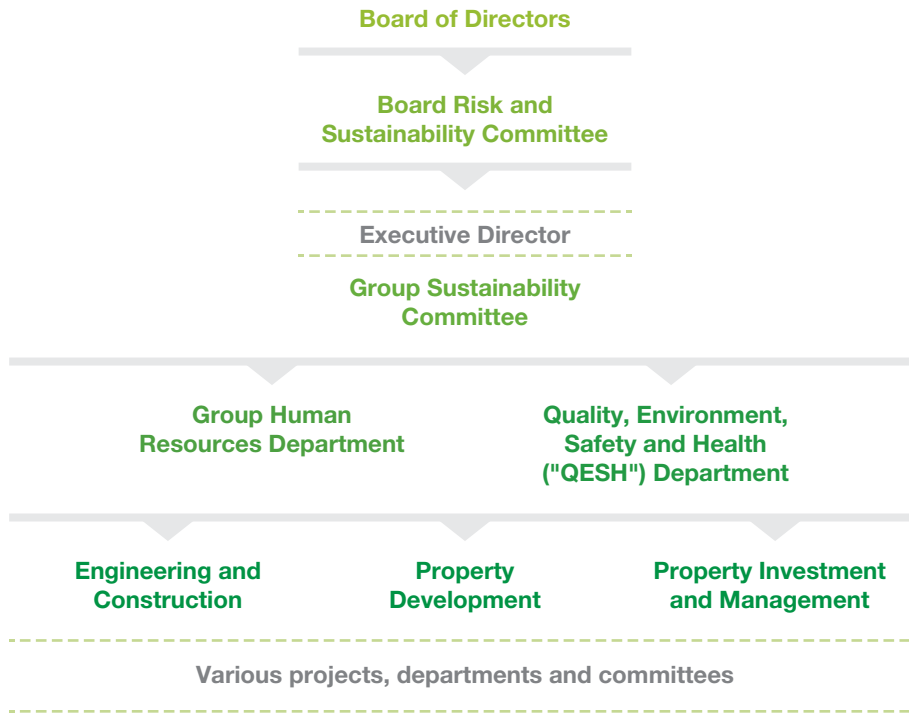 Board of Directors
Board Risk and
Sustainability Committee
Executive Director
Group Sustainability
Committee
Group Human
Resources Department
Quality, Environment,
Safety and Health
("QESH") Department
Engineering and
Construction
Property
Development
Property Investment
and Management
Various projects, departments and committees